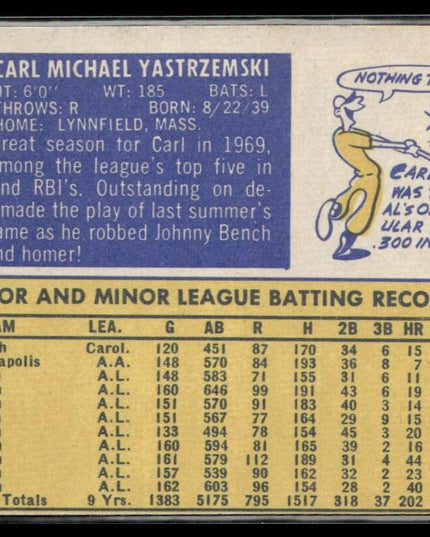 CARL MICHAEL YASTRZEMSKI
HT: 6'0" WT: 185 BATS: L
THROWS: R BORN: 8/22/39
HOME: LYNNFIELD, MASS.
reat season for Carl in 1969,
mong the league's top five in
nd RBI's. Outstanding on de-
made the play of last summer's
ame as he robbed Johnny Bench
nd homer!
NOTHING T
CARL
WAS
AL'S O
ULAR
.300 IN
OR AND MINOR LEAGUE BATTING RECO
AM LEA. G AB R H 2B 3B HR
h Carol. 120 451 87 170 34 6 15
apolis A.A. 148 570 84 193 36 8 7
A.L. 148 583 71 155 31 6 11
A.L. 160 646 99 191 43 6 19
A.L. 151 570 91 183 40 3 14
A.L. 151 567 77 164 29 9 15
A.L. 133 494 78 154 45 3 20
A.L. 160 594 81 165 39 2 16
A.L. 161 579 112 189 31 4 44
A.L. 157 539 90 162 32 2 23
A.L. 162 603 96 154 28 2 40
Totals 9 Yrs. 1383 5175 795 1517 318 37 202